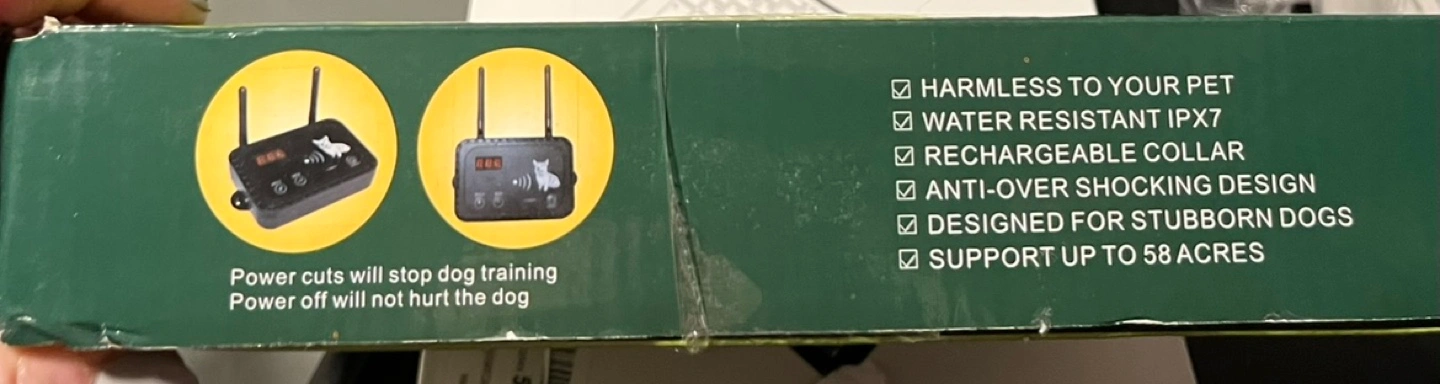 Power cuts will stop dog training
Power off will not hurt the dog
☑ HARMLESS TO YOUR PET
☑ WATER RESISTANT IPX7
☑ RECHARGEABLE COLLAR
☑ ANTI-OVER SHOCKING DESIGN
☑ DESIGNED FOR STUBBORN DOGS
☑ SUPPORT UP TO 58 ACRES